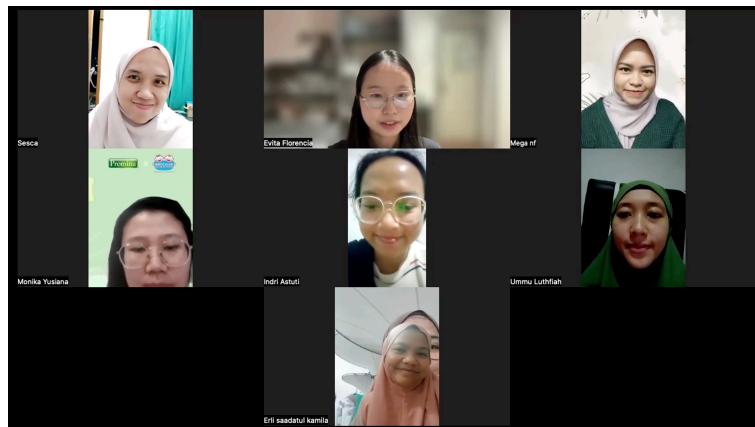 Sesca
Evita Florencia
Mega nf
Promina
Monika Yusiana
Indri Astuti
Ummu Luthfiah
Erli saadatul kamila